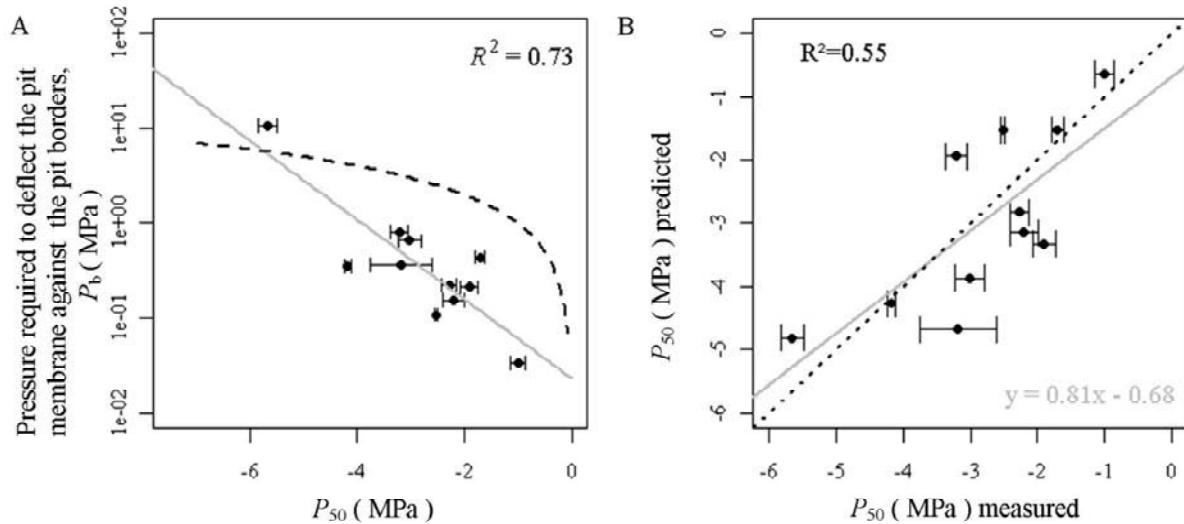 A
Pressure required to deflect the pit
membrane against the pit borders,
P_b ( MPa )
1e+02
1e+01
1e+00
1e-01
1e-02
R² = 0.73
-6
-4
-2
0
P₅₀ ( MPa )
B
P₅₀ ( MPa ) predicted
0
-1
-2
-3
-4
-5
-6
R²=0.55
y = 0.81x - 0.68
-6
-5
-4
-3
-2
-1
0
P₅₀ ( MPa ) measured